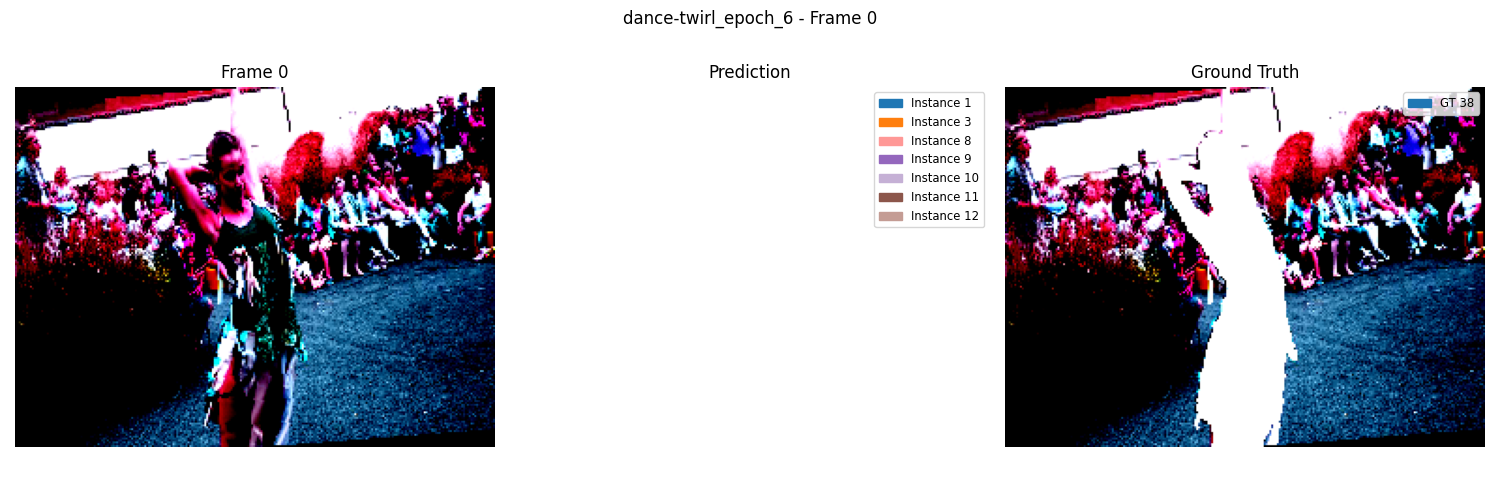 dance-twirl_epoch_6 - Frame 0
Frame 0
Prediction
Ground Truth
Instance 1
Instance 3
Instance 8
Instance 9
Instance 10
Instance 11
Instance 12
GT 38